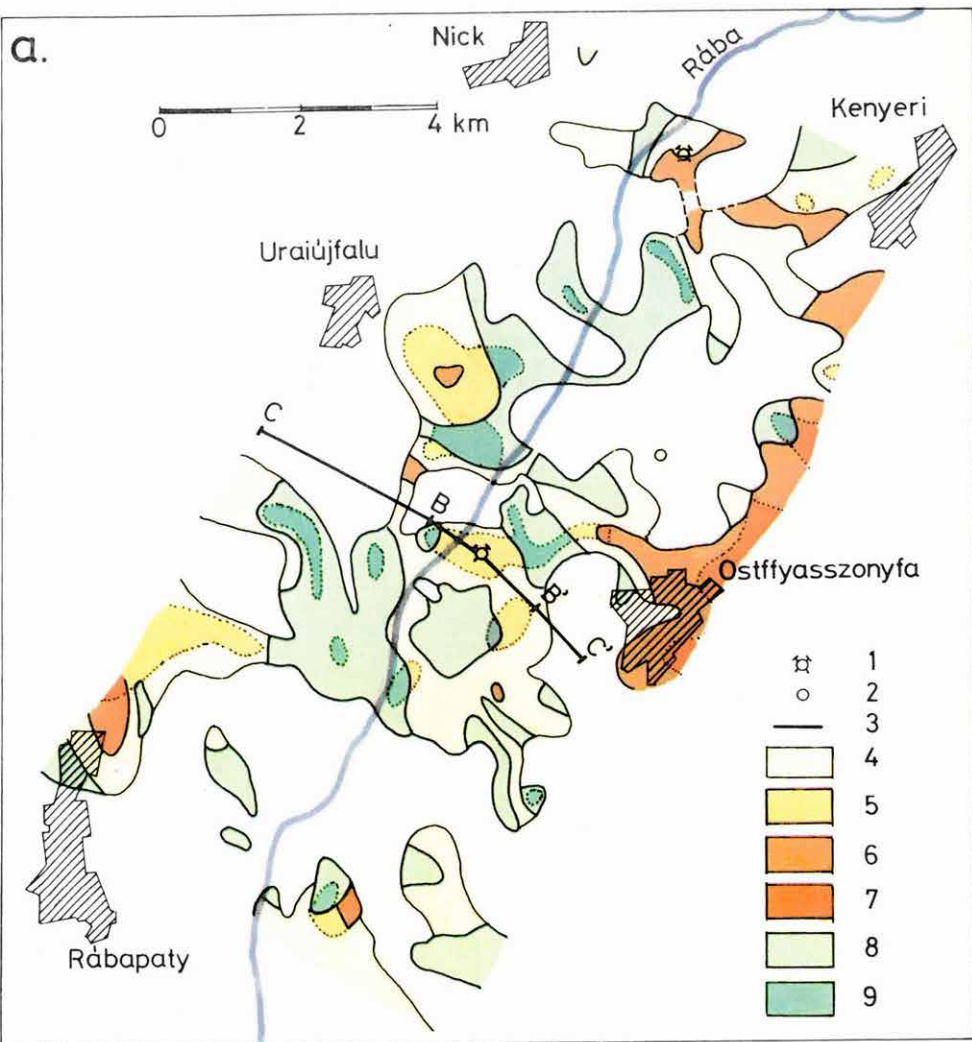 a.
Nick
Rába
0 2 4 km
Kenyeri
Uraiújfalu
C
B
B'
C'
Ostffyasszonyfa
1
2
3
4
5
6
7
8
9
Rábapaty